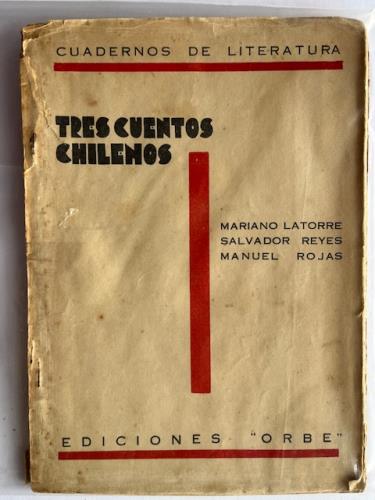 CUADERNOS DE LITERATURA
TRES CUENTOS
CHILENOS
MARIANO LATORRE
SALVADOR REYES
MANUEL ROJAS
EDICIONES "ORBE"